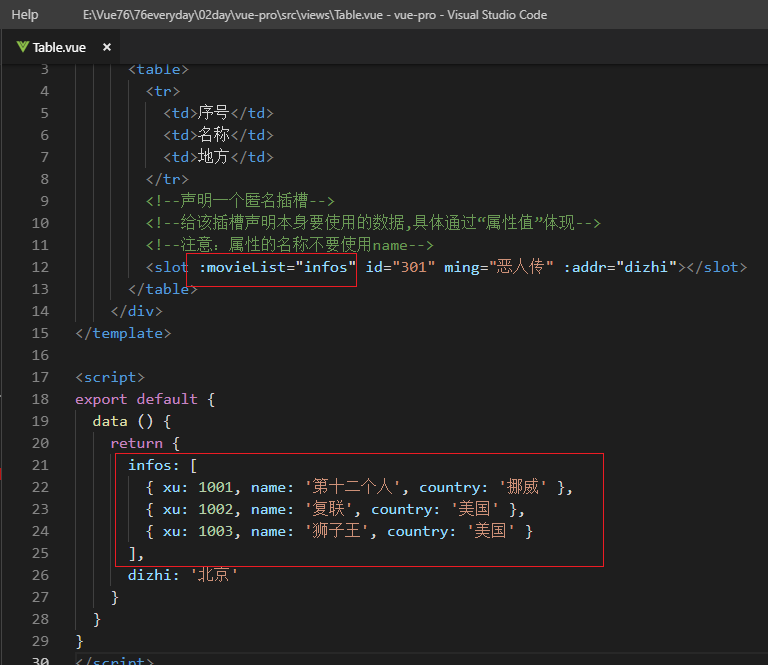 Help E:\Vue76\76everyday\02day\vue-pro\src\views\Table.vue - vue-pro - Visual Studio Code
Table.vue ×
3 <table>
4 <tr>
5 <td>序号</td>
6 <td>名称</td>
7 <td>地方</td>
8 </tr>
9 <!--声明一个匿名插槽-->
10 <!--给该插槽声明本身要使用的数据,具体通过“属性值”体现-->
11 <!--注意：属性的名称不要使用name-->
12 <slot :movieList="infos" id="301" ming="恶人传" :addr="dizhi"></slot>
13 </table>
14 </div>
15 </template>
16
17 <script>
18 export default {
19 data () {
20 return {
21 infos: [
22 { xu: 1001, name: '第十二个人', country: '挪威' },
23 { xu: 1002, name: '复联', country: '美国' },
24 { xu: 1003, name: '狮子王', country: '美国' }
25 ],
26 dizhi: '北京'
27 }
28 }
29 }
30 </script>